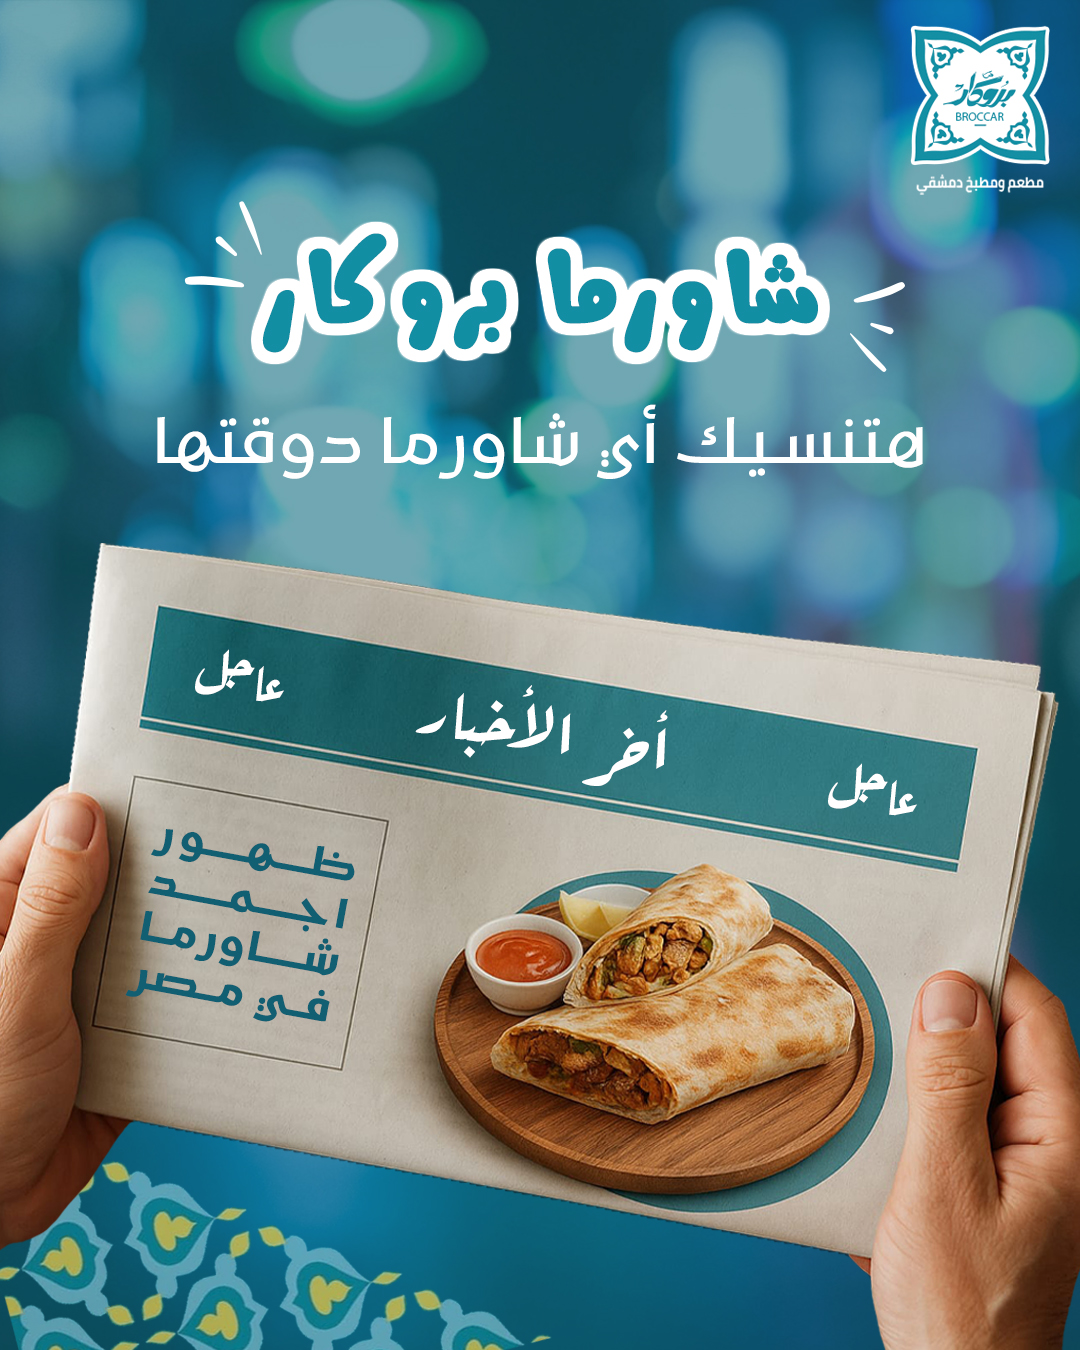 بروكار
BROCCAR
مطعم ومطبخ دمشقي
شاورما بروكار
هتنسيك أي شاورما دوقتها
عاجل
أخر الأخبار
عاجل
ظهور
اجمد
شاورما
في مصر